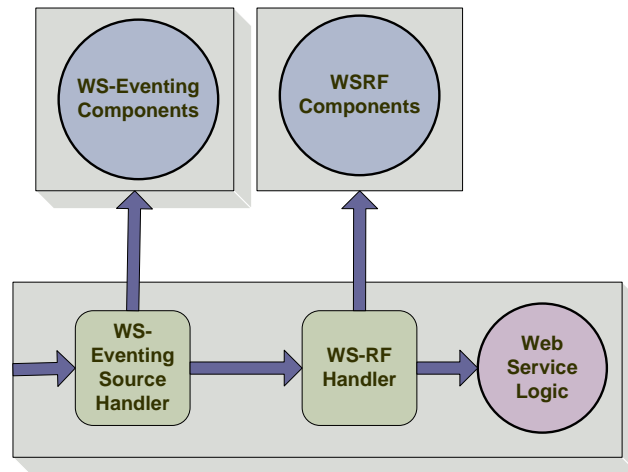 WS-Eventing
Components
WSRF
Components
WS-
Eventing
Source
Handler
WS-RF
Handler
Web
Service
Logic